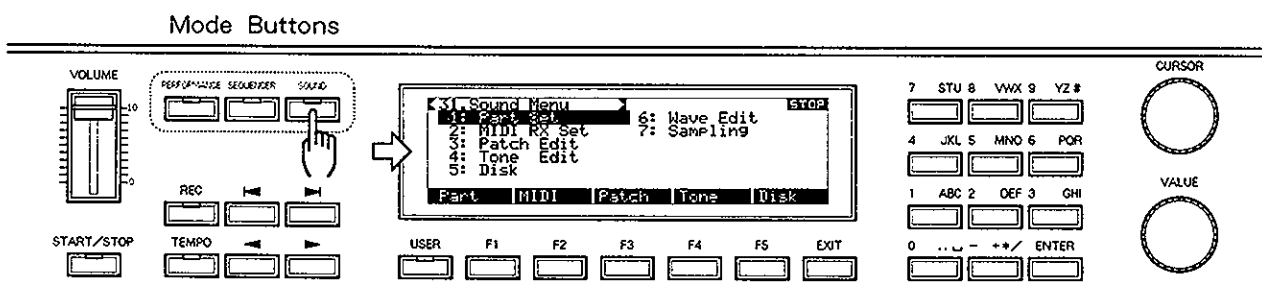 Mode Buttons
VOLUME
10
0
PERFORMANCE SEQUENCER SOUND
REC
START/STOP
TEMPO
31.Sound Menu STOP
1: Part Set
2: MIDI RX Set
3: Patch Edit
4: Tone Edit
5: Disk
6: Wave Edit
7: Sampling
Part MIDI Patch Tone Disk
USER F1 F2 F3 F4 F5 EXIT
7 STU 8 VWX 9 YZ#
4 JKL 5 MNO 6 PQR
1 ABC 2 DEF 3 GHI
0 ..␣ - +*/ ENTER
CURSOR
VALUE